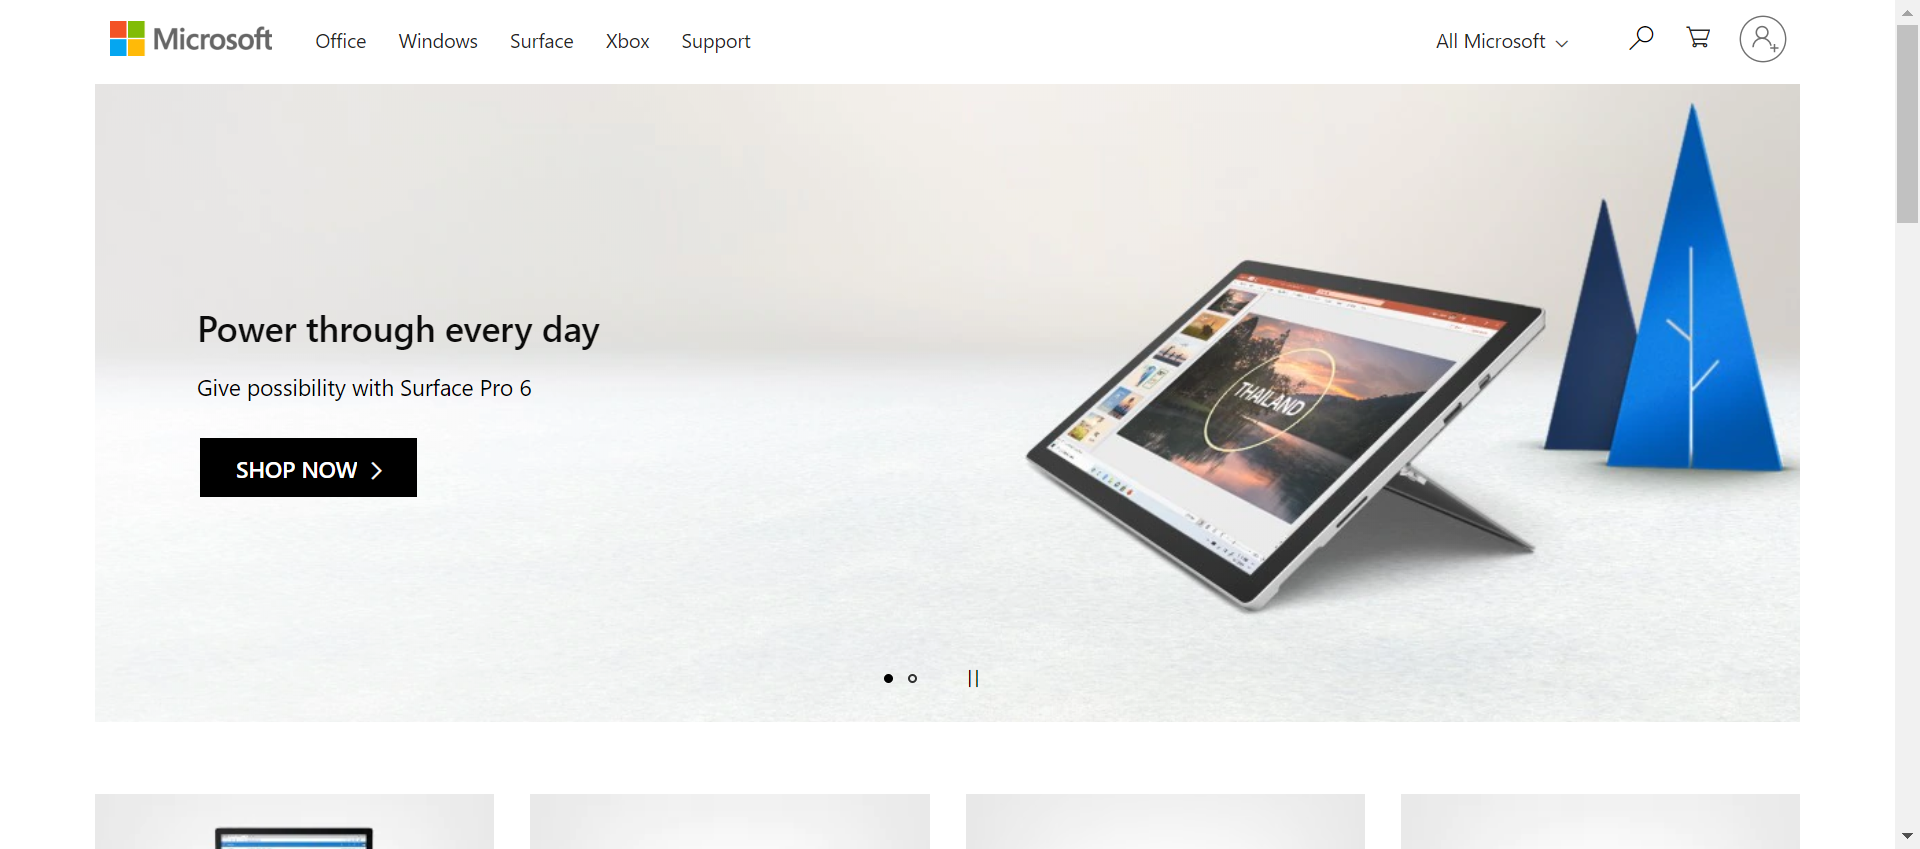 Microsoft
Office
Windows
Surface
Xbox
Support
All Microsoft
Power through every day
Give possibility with Surface Pro 6
SHOP NOW
THAILAND